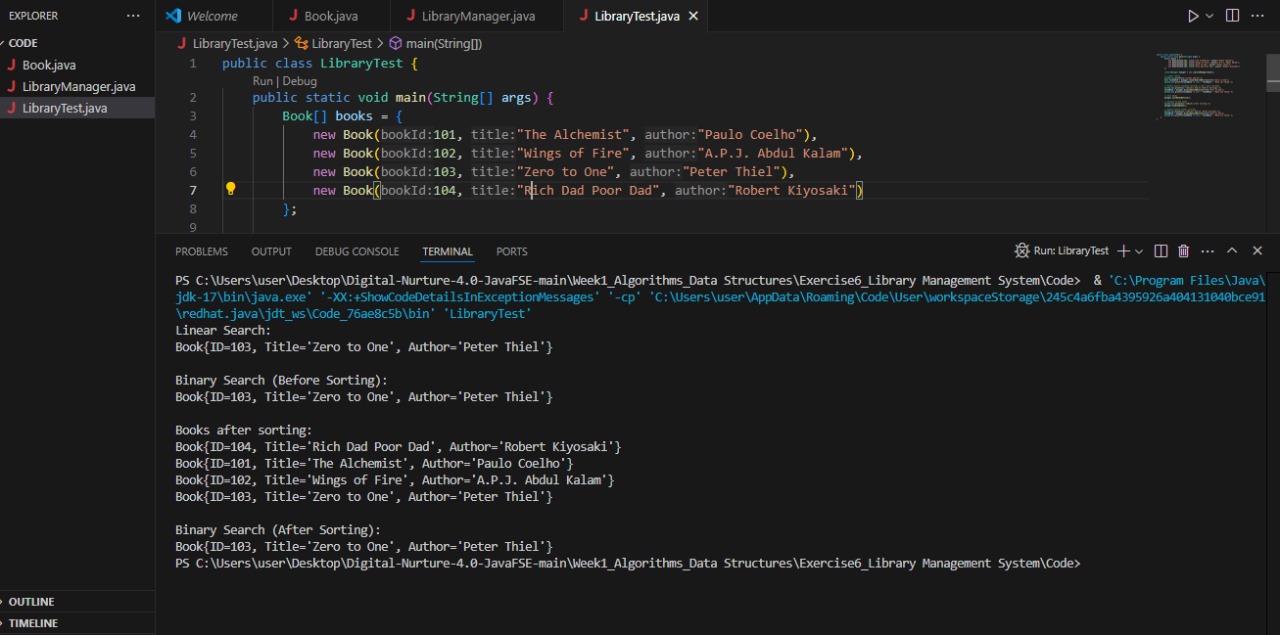 EXPLORER ···
Welcome Book.java LibraryManager.java LibraryTest.java
CODE
Book.java
LibraryManager.java
LibraryTest.java
LibraryTest.java > LibraryTest > main(String[])
1 public class LibraryTest {
Run | Debug
2 public static void main(String[] args) {
3 Book[] books = {
4 new Book(bookId:101, title:"The Alchemist", author:"Paulo Coelho"),
5 new Book(bookId:102, title:"Wings of Fire", author:"A.P.J. Abdul Kalam"),
6 new Book(bookId:103, title:"Zero to One", author:"Peter Thiel"),
7 new Book(bookId:104, title:"Rich Dad Poor Dad", author:"Robert Kiyosaki")
8 };
9
PROBLEMS OUTPUT DEBUG CONSOLE TERMINAL PORTS Run: LibraryTest
PS C:\Users\user\Desktop\Digital-Nurture-4.0-JavaFSE-main\Week1_Algorithms_Data Structures\Exercise6_Library Management System\Code> & 'C:\Program Files\Java\
jdk-17\bin\java.exe' '-XX:+ShowCodeDetailsInExceptionMessages' '-cp' 'C:\Users\user\AppData\Roaming\Code\User\workspaceStorage\245c4a6fba4395926a404131040bce91
\redhat.java\jdt_ws\Code_76ae8c5b\bin' 'LibraryTest'
Linear Search:
Book{ID=103, Title='Zero to One', Author='Peter Thiel'}
Binary Search (Before Sorting):
Book{ID=103, Title='Zero to One', Author='Peter Thiel'}
Books after sorting:
Book{ID=104, Title='Rich Dad Poor Dad', Author='Robert Kiyosaki'}
Book{ID=101, Title='The Alchemist', Author='Paulo Coelho'}
Book{ID=102, Title='Wings of Fire', Author='A.P.J. Abdul Kalam'}
Book{ID=103, Title='Zero to One', Author='Peter Thiel'}
Binary Search (After Sorting):
Book{ID=103, Title='Zero to One', Author='Peter Thiel'}
PS C:\Users\user\Desktop\Digital-Nurture-4.0-JavaFSE-main\Week1_Algorithms_Data Structures\Exercise6_Library Management System\Code>
OUTLINE
TIMELINE